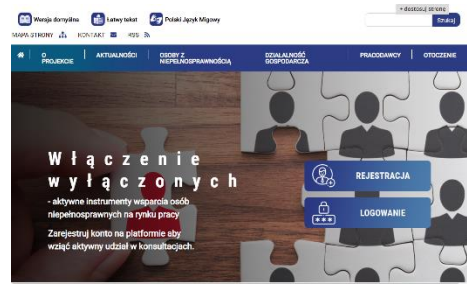 Wersja domyślna Łatwy tekst Polski Język Migowy
+ dostosuj stronę
Szukaj
MAPA STRONY KONTAKT RSS
O PROJEKCIE
AKTUALNOŚCI
OSOBY Z NIEPEŁNOSPRAWNOŚCIĄ
DZIAŁALNOŚĆ GOSPODARCZA
PRACODAWCY
OTOCZENIE
Włączenie
wyłączonych
- aktywne instrumenty wsparcia osób
niepełnosprawnych na rynku pracy
Zarejestruj konto na platformie aby
wziąć aktywny udział w konsultacjach.
REJESTRACJA
LOGOWANIE